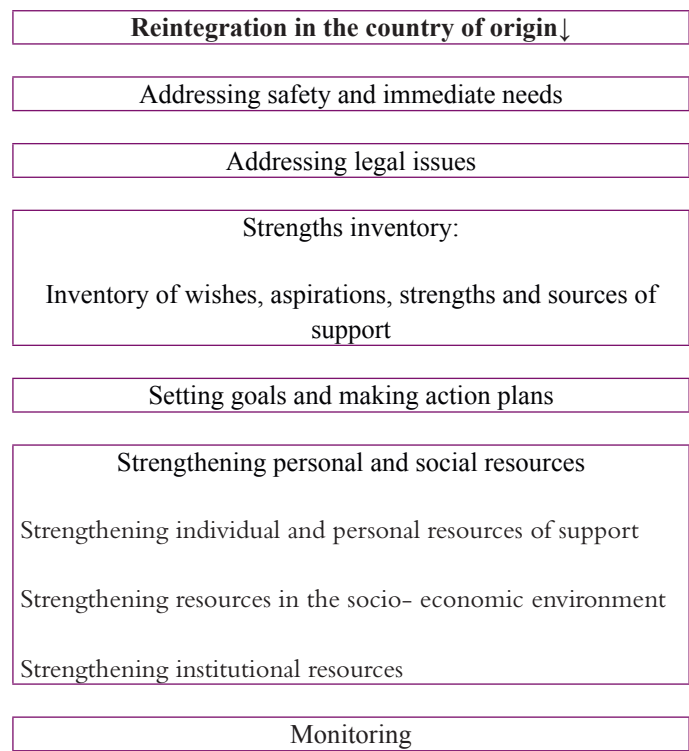 Reintegration in the country of origin↓
Addressing safety and immediate needs
Addressing legal issues
Strengths inventory:
Inventory of wishes, aspirations, strengths and sources of
support
Setting goals and making action plans
Strengthening personal and social resources
Strengthening individual and personal resources of support
Strengthening resources in the socio- economic environment
Strengthening institutional resources
Monitoring